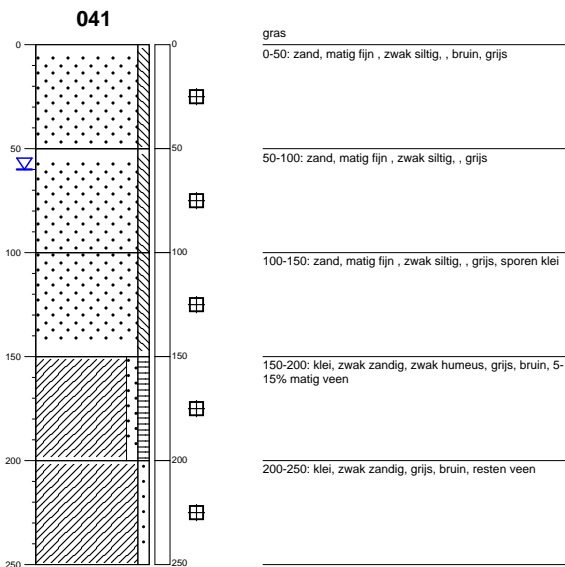 041
gras
0
0
0-50: zand, matig fijn , zwak siltig, , bruin, grijs
50
50
50-100: zand, matig fijn , zwak siltig, , grijs
100
100
100-150: zand, matig fijn , zwak siltig, , grijs, sporen klei
150
150
150-200: klei, zwak zandig, zwak humeus, grijs, bruin, 5-
15% matig veen
200
200
200-250: klei, zwak zandig, grijs, bruin, resten veen
250
250